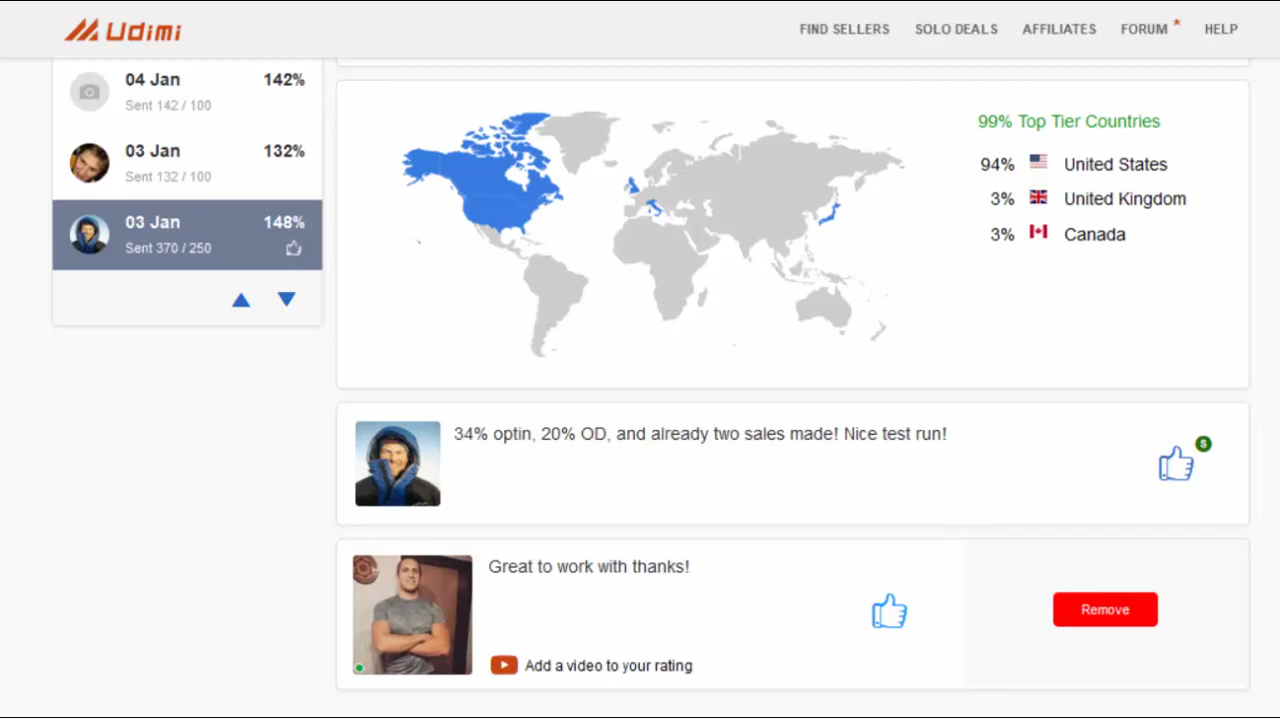 Udimi
FIND SELLERS SOLO DEALS AFFILIATES FORUM * HELP
04 Jan 142%
Sent 142 / 100
03 Jan 132%
Sent 132 / 100
03 Jan 148%
Sent 370 / 250
99% Top Tier Countries
94% United States
3% United Kingdom
3% Canada
34% optin, 20% OD, and already two sales made! Nice test run!
$
Great to work with thanks!
Remove
Add a video to your rating